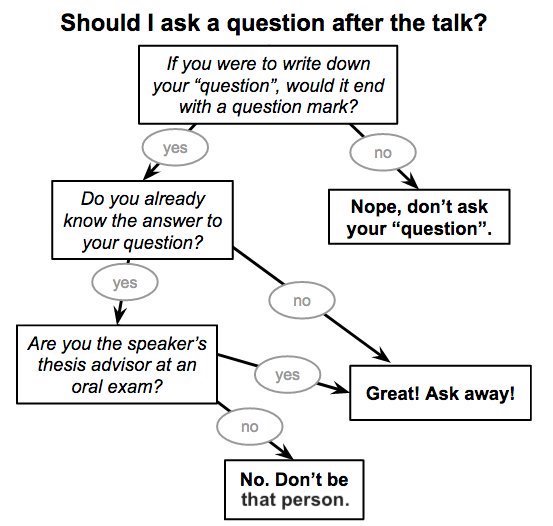 Should I ask a question after the talk?
If you were to write down
your “question”, would it end
with a question mark?
yes
no
Do you already
know the answer to
your question?
Nope, don’t ask
your “question”.
yes
no
Are you the speaker’s
thesis advisor at an
oral exam?
yes
Great! Ask away!
no
No. Don’t be
that person.